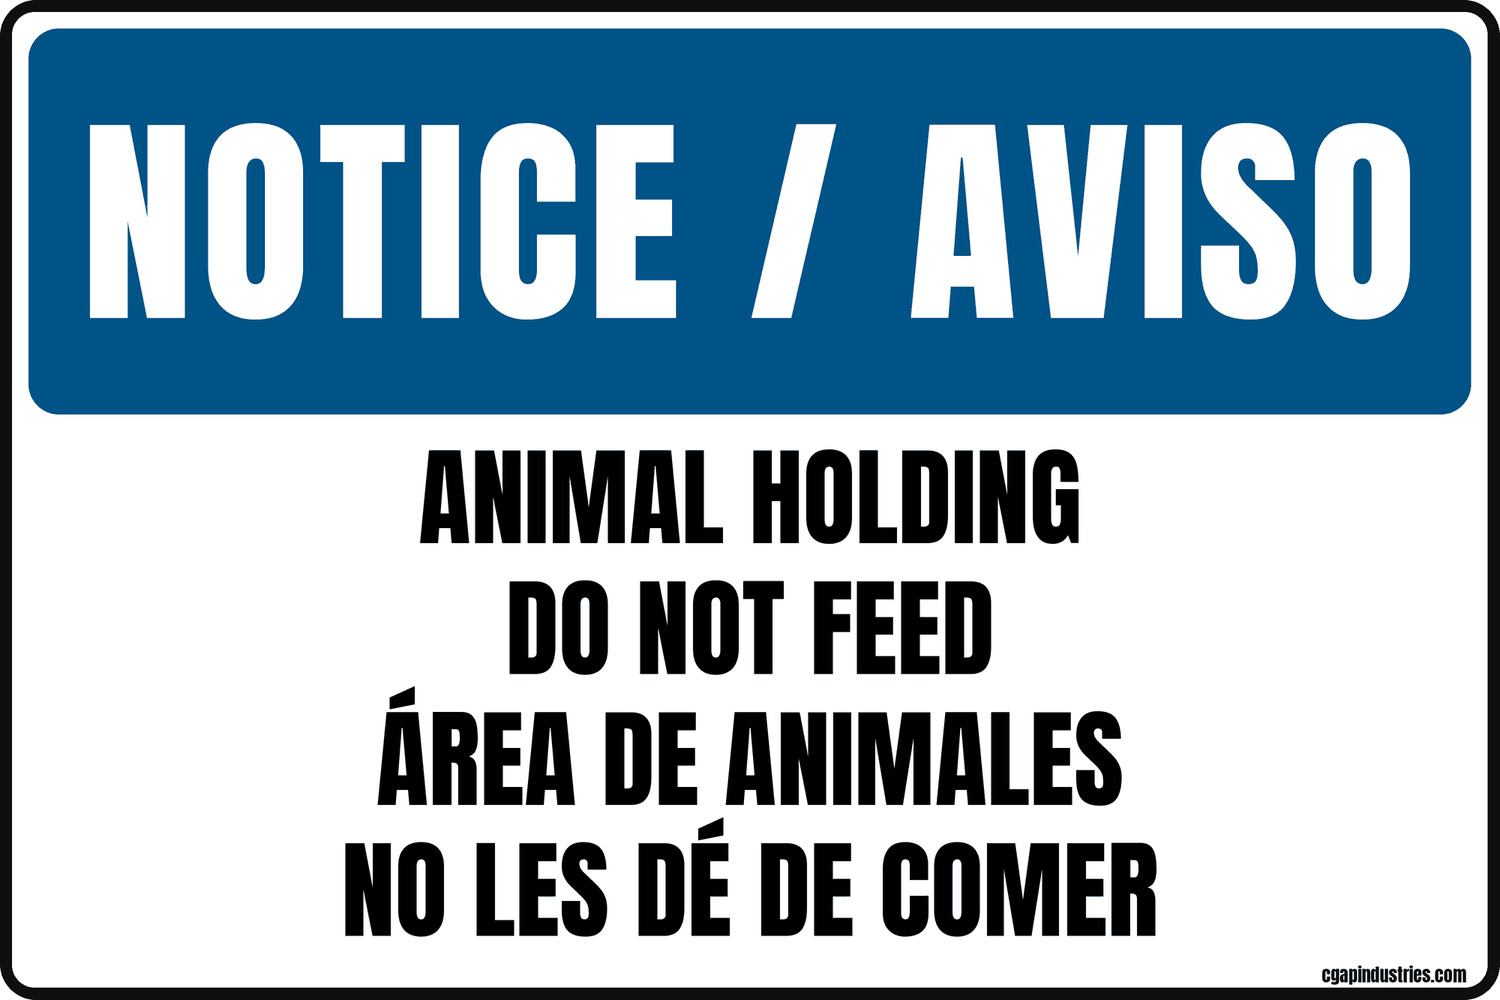 NOTICE / AVISO
ANIMAL HOLDING
DO NOT FEED
ÁREA DE ANIMALES
NO LES DÉ DE COMER
cgapindustries.com